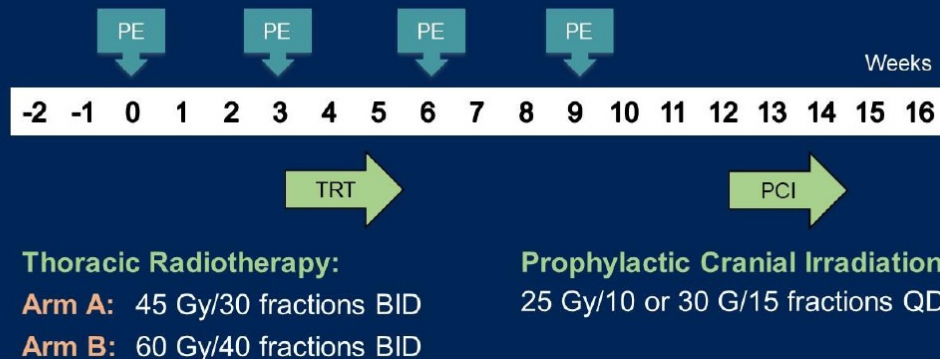 PE PE PE PE
Weeks
-2 -1 0 1 2 3 4 5 6 7 8 9 10 11 12 13 14 15 16
TRT PCI
Thoracic Radiotherapy:
Arm A: 45 Gy/30 fractions BID
Arm B: 60 Gy/40 fractions BID
Prophylactic Cranial Irradiation
25 Gy/10 or 30 G/15 fractions QD